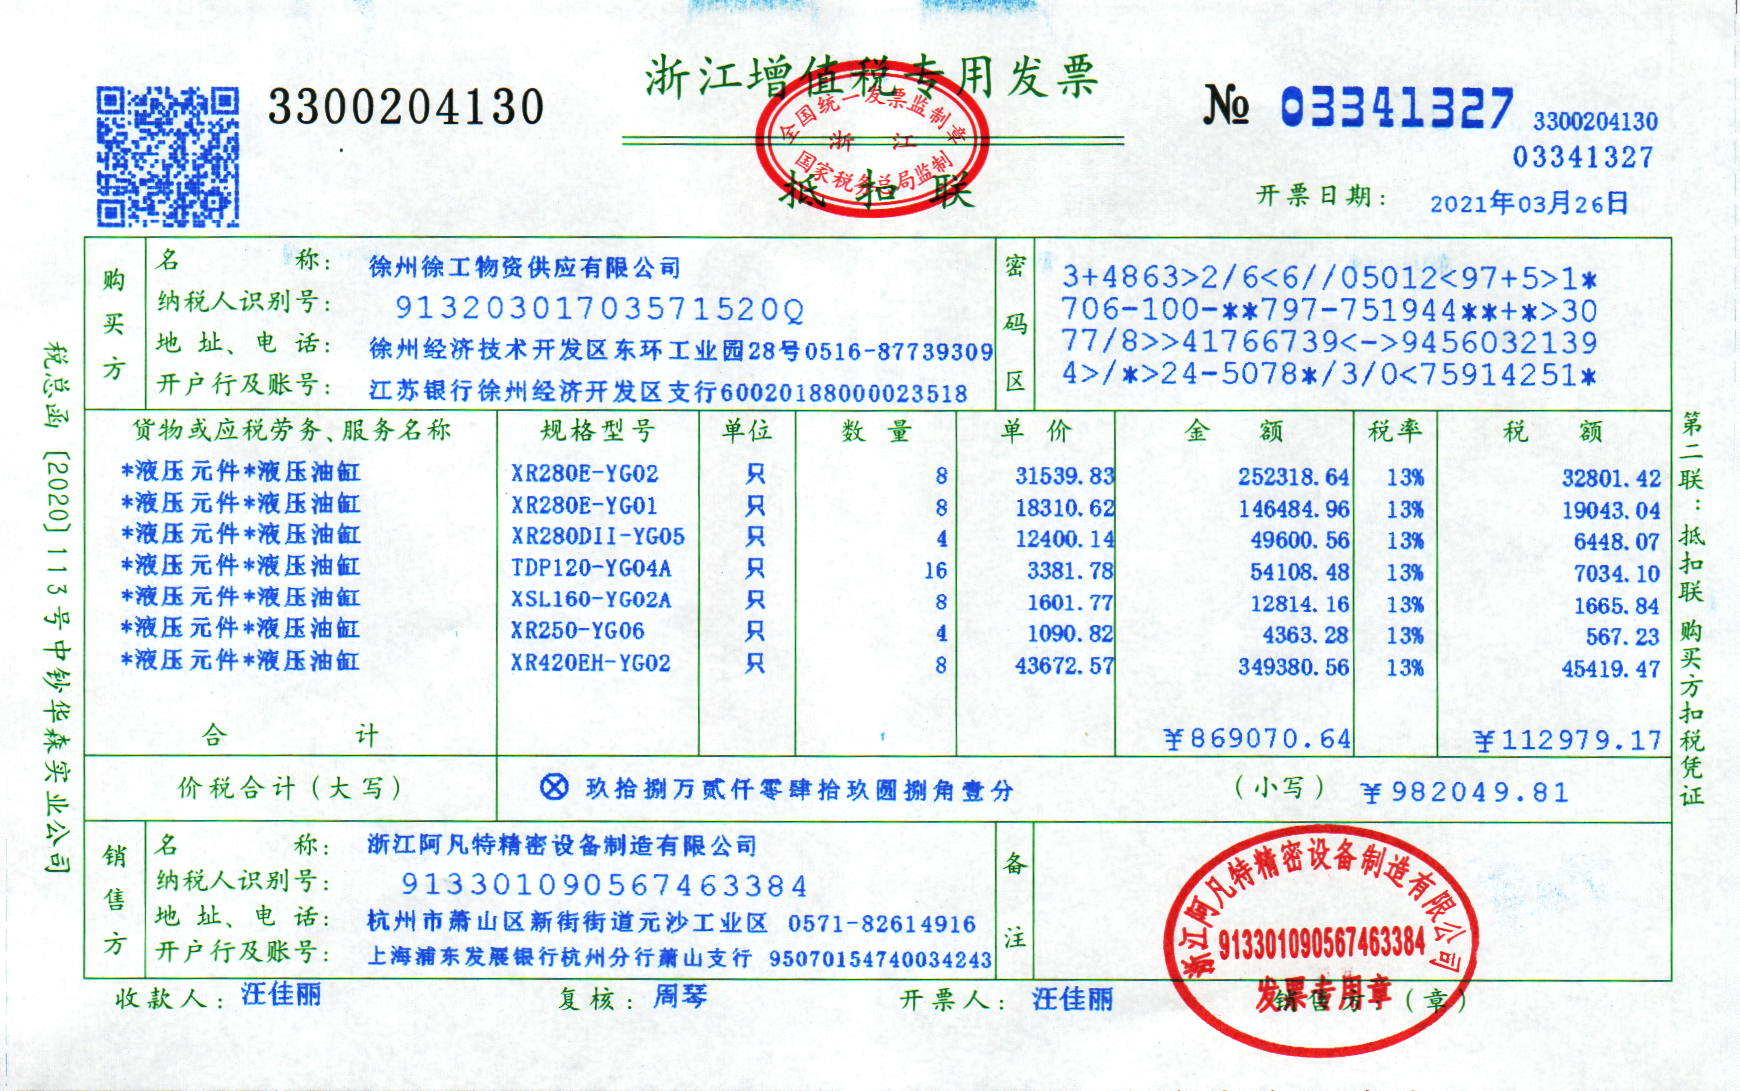 浙江增值税专用发票
3300204130
№ 03341327 3300204130
03341327
全国统一发票监制章
浙 江
国家税务总局监制
抵扣联
开票日期: 2021年03月26日
购买方
名 称: 徐州徐工物资供应有限公司
纳税人识别号: 91320301703571520Q
地 址、电 话: 徐州经济技术开发区东环工业园28号0516-87739309
开户行及账号: 江苏银行徐州经济开发区支行60020188000023518
密码区
3+4863>2/6<6//05012<97+5>1*
706-100-**797-751944**+*>30
77/8>>41766739<->9456032139
4>/*>24-5078*/3/0<75914251*
货物或应税劳务、服务名称 规格型号 单位 数 量 单 价 金 额 税率 税 额
*液压元件*液压油缸 XR280E-YG02 只 8 31539.83 252318.64 13% 32801.42
*液压元件*液压油缸 XR280E-YG01 只 8 18310.62 146484.96 13% 19043.04
*液压元件*液压油缸 XR280DII-YG05 只 4 12400.14 49600.56 13% 6448.07
*液压元件*液压油缸 TDP120-YG04A 只 16 3381.78 54108.48 13% 7034.10
*液压元件*液压油缸 XSL160-YG02A 只 8 1601.77 12814.16 13% 1665.84
*液压元件*液压油缸 XR250-YG06 只 4 1090.82 4363.28 13% 567.23
*液压元件*液压油缸 XR420EH-YG02 只 8 43672.57 349380.56 13% 45419.47
合 计 ¥869070.64 ¥112979.17
价税合计(大写) ⊗ 玖拾捌万贰仟零肆拾玖圆捌角壹分 (小写) ¥982049.81
销售方
名 称: 浙江阿凡特精密设备制造有限公司
纳税人识别号: 913301090567463384
地 址、电 话: 杭州市萧山区新街街道元沙工业区 0571-82614916
开户行及账号: 上海浦东发展银行杭州分行萧山支行 95070154740034243
备注
浙江阿凡特精密设备制造有限公司
913301090567463384
发票专用章
收款人: 汪佳丽 复核: 周琴 开票人: 汪佳丽 销售方:(章)
税总函〔2020〕113号中钞华森实业公司
第二联:抵扣联 购买方扣税凭证